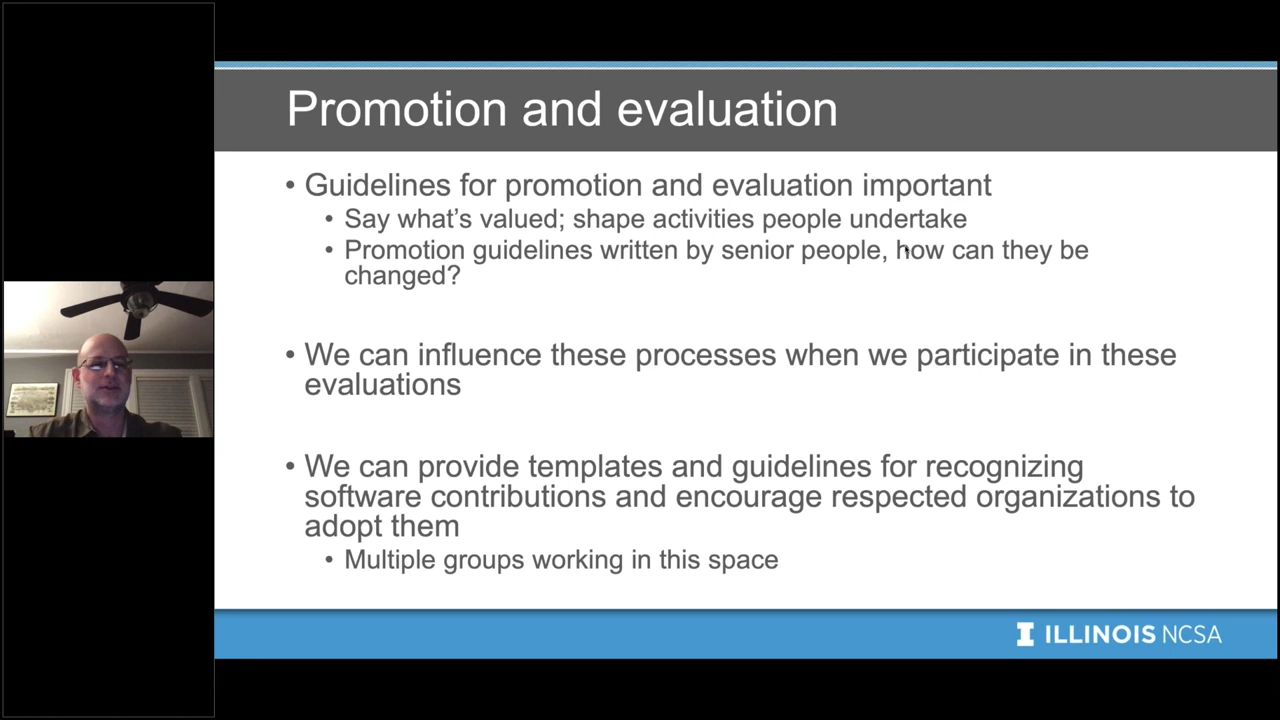 Promotion and evaluation
• Guidelines for promotion and evaluation important
• Say what's valued; shape activities people undertake
• Promotion guidelines written by senior people, how can they be
changed?
• We can influence these processes when we participate in these
evaluations
• We can provide templates and guidelines for recognizing
software contributions and encourage respected organizations to
adopt them
• Multiple groups working in this space
ILLINOIS NCSA